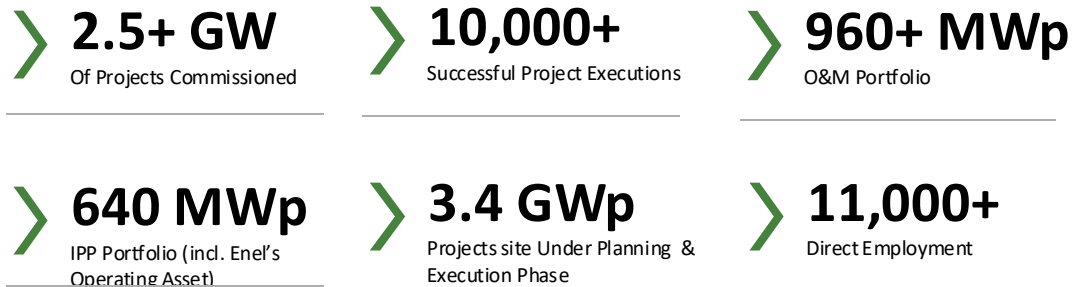 2.5+ GW
Of Projects Commissioned
10,000+
Successful Project Executions
960+ MWp
O&M Portfolio
640 MWp
IPP Portfolio (incl. Enel's
Operating Asset)
3.4 GWp
Projects site Under Planning &
Execution Phase
11,000+
Direct Employment